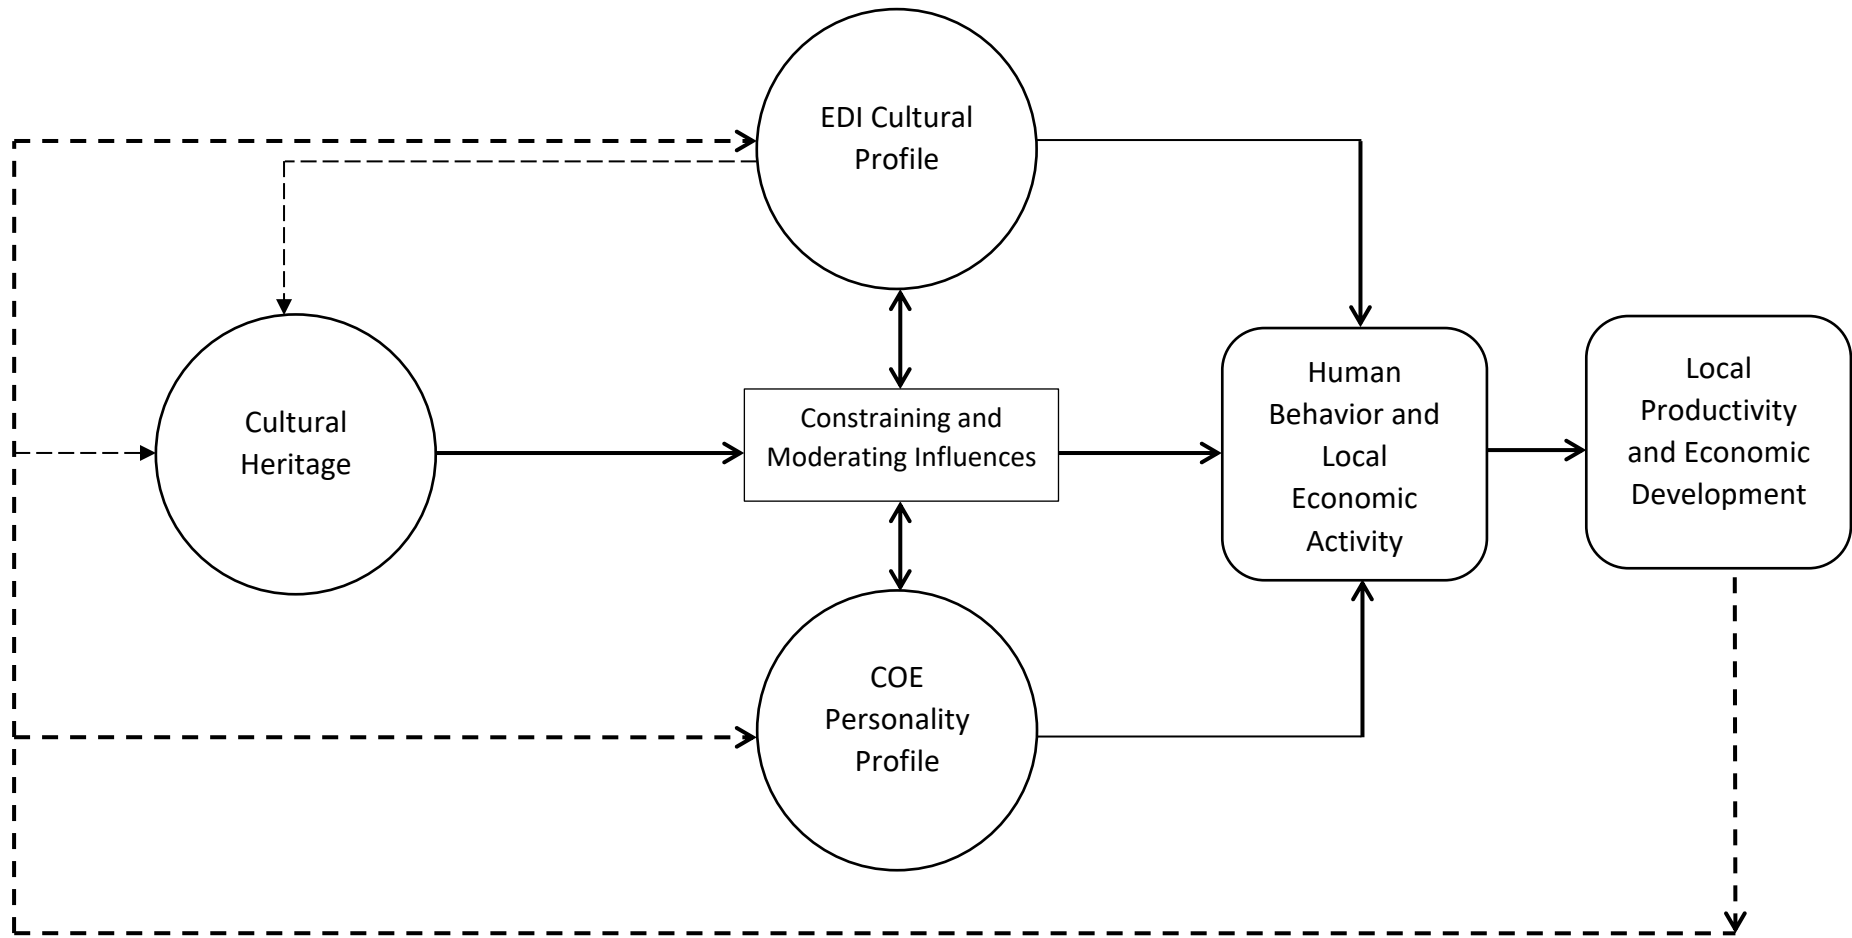 EDI Cultural
Profile
Cultural
Heritage
Constraining and
Moderating Influences
COE
Personality
Profile
Human
Behavior and
Local
Economic
Activity
Local
Productivity
and Economic
Development